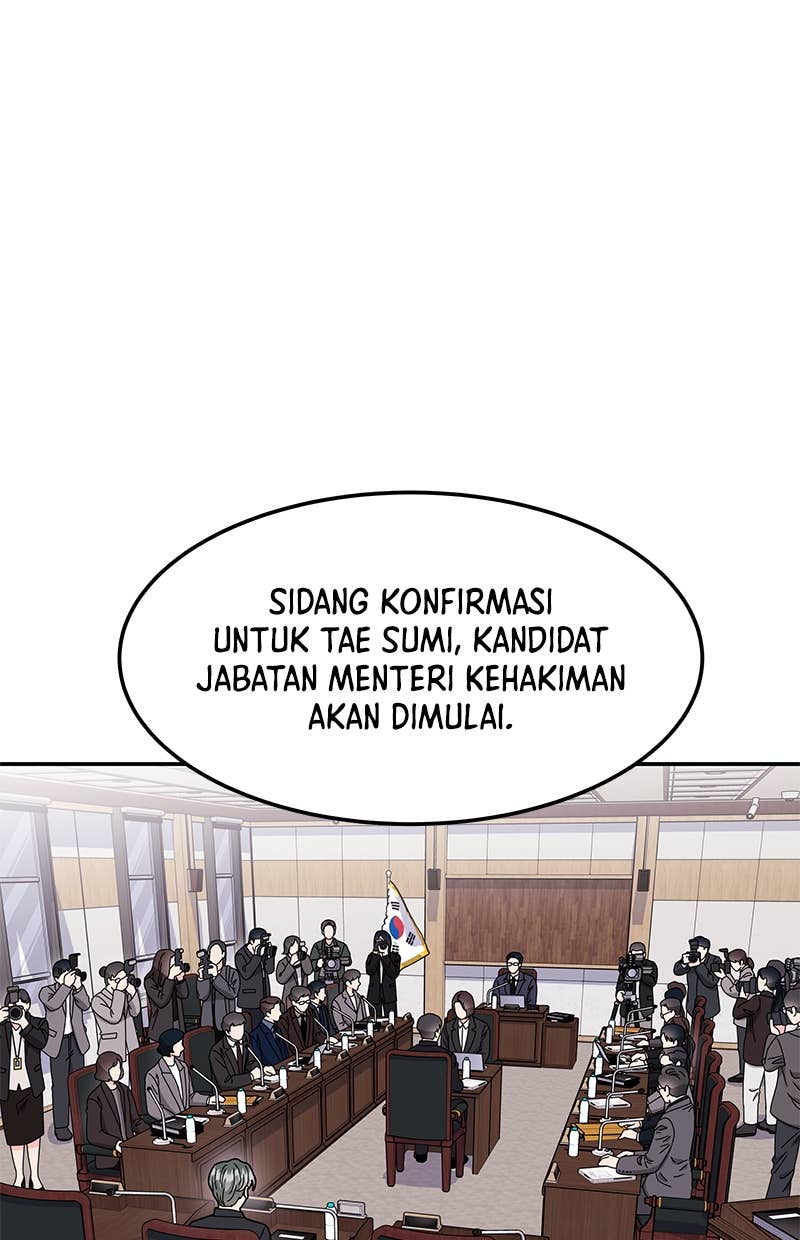 SIDANG KONFIRMASI
UNTUK TAE SUMI, KANDIDAT
JABATAN MENTERI KEHAKIMAN
AKAN DIMULAI.